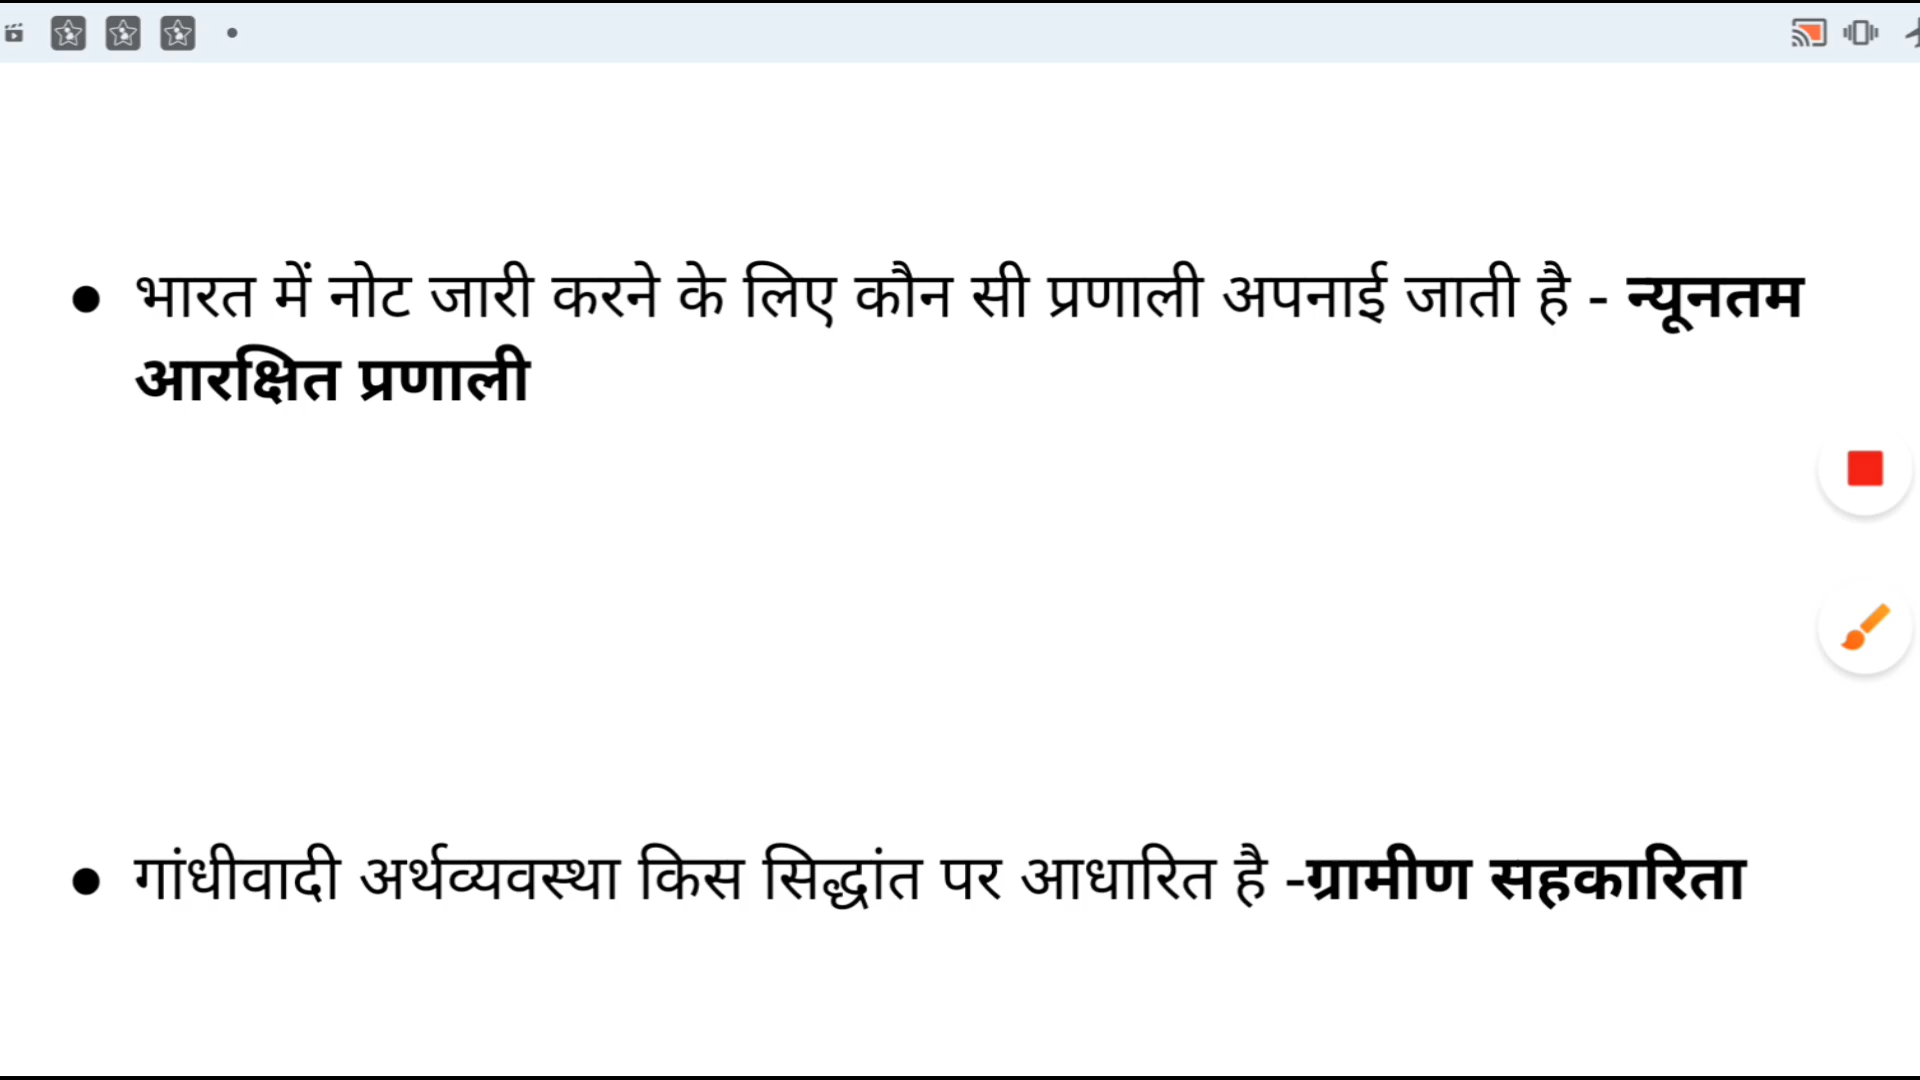 ● भारत में नोट जारी करने के लिए कौन सी प्रणाली अपनाई जाती है - न्यूनतम
आरक्षित प्रणाली
● गांधीवादी अर्थव्यवस्था किस सिद्धांत पर आधारित है -ग्रामीण सहकारिता